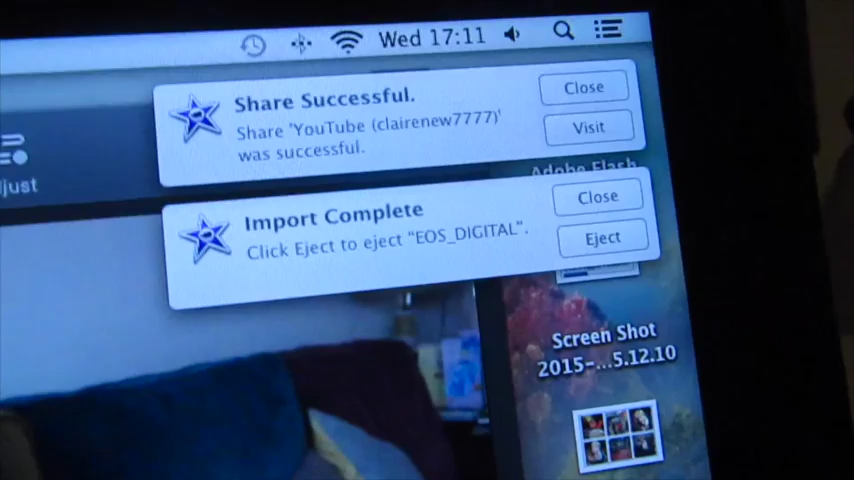 Wed 17:11
Share Successful.
Close
Share 'YouTube (clairenew7777)'
was successful.
Visit
Adobe Flash
Import Complete
Close
Click Eject to eject "EOS_DIGITAL".
Eject
Screen Shot
2015-...5.12.10